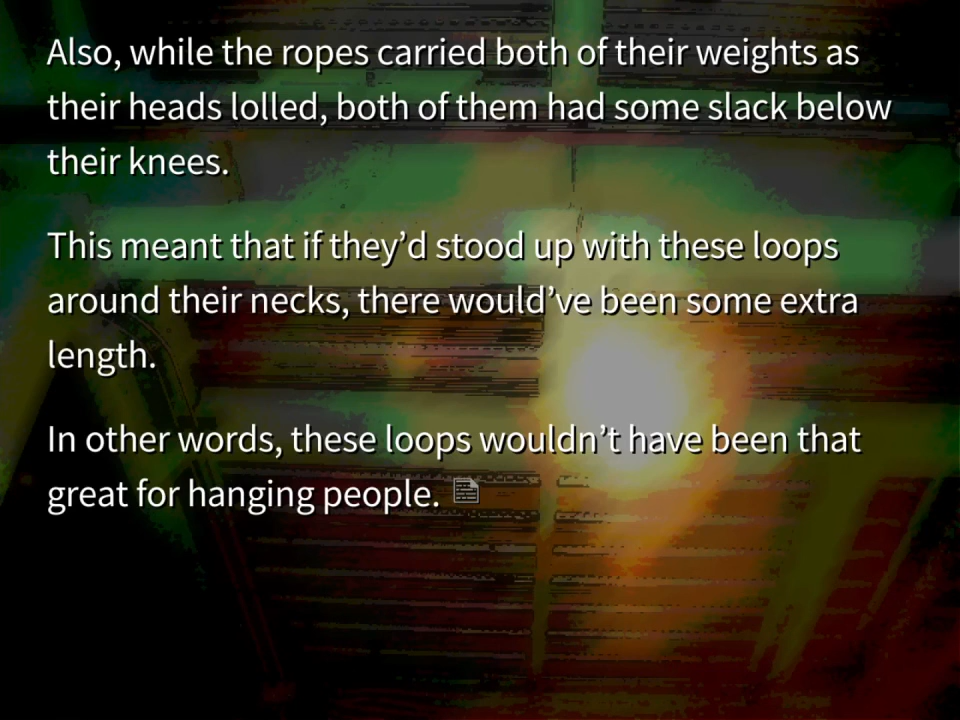 Also, while the ropes carried both of their weights as
their heads lolled, both of them had some slack below
their knees.
This meant that if they’d stood up with these loops
around their necks, there would’ve been some extra
length.
In other words, these loops wouldn’t have been that
great for hanging people.